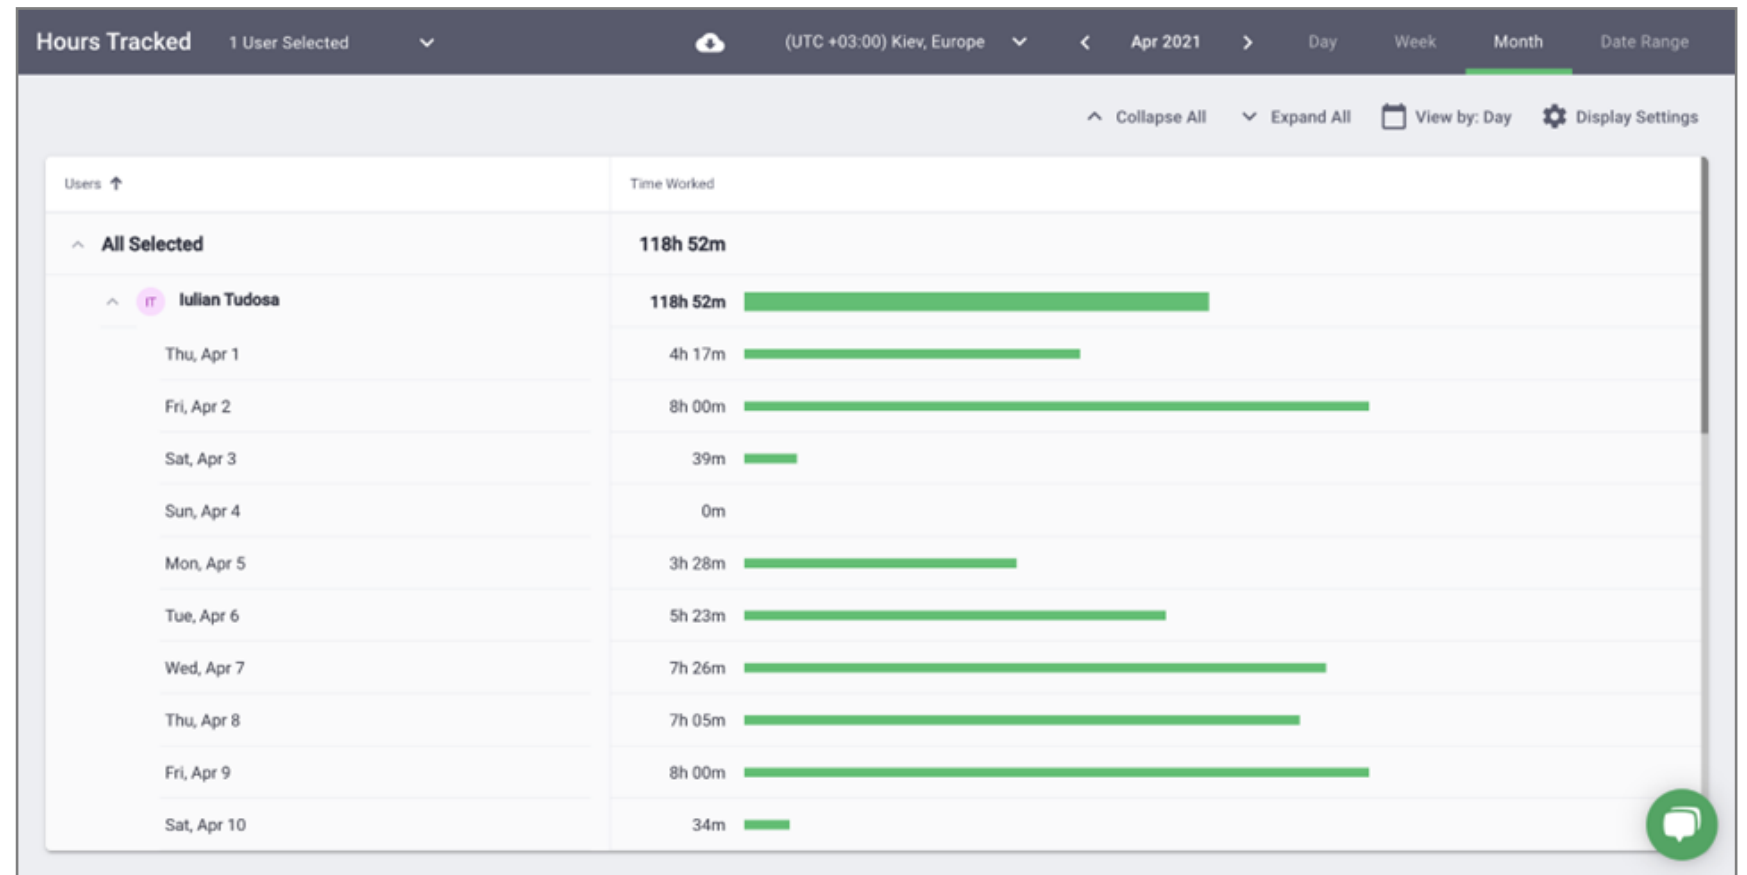 Hours Tracked 1 User Selected (UTC +03:00) Kiev, Europe Apr 2021 Day Week Month Date Range
Collapse All Expand All View by: Day Display Settings
Users Time Worked
All Selected 118h 52m
IT Iulian Tudosa 118h 52m
Thu, Apr 1 4h 17m
Fri, Apr 2 8h 00m
Sat, Apr 3 39m
Sun, Apr 4 0m
Mon, Apr 5 3h 28m
Tue, Apr 6 5h 23m
Wed, Apr 7 7h 26m
Thu, Apr 8 7h 05m
Fri, Apr 9 8h 00m
Sat, Apr 10 34m